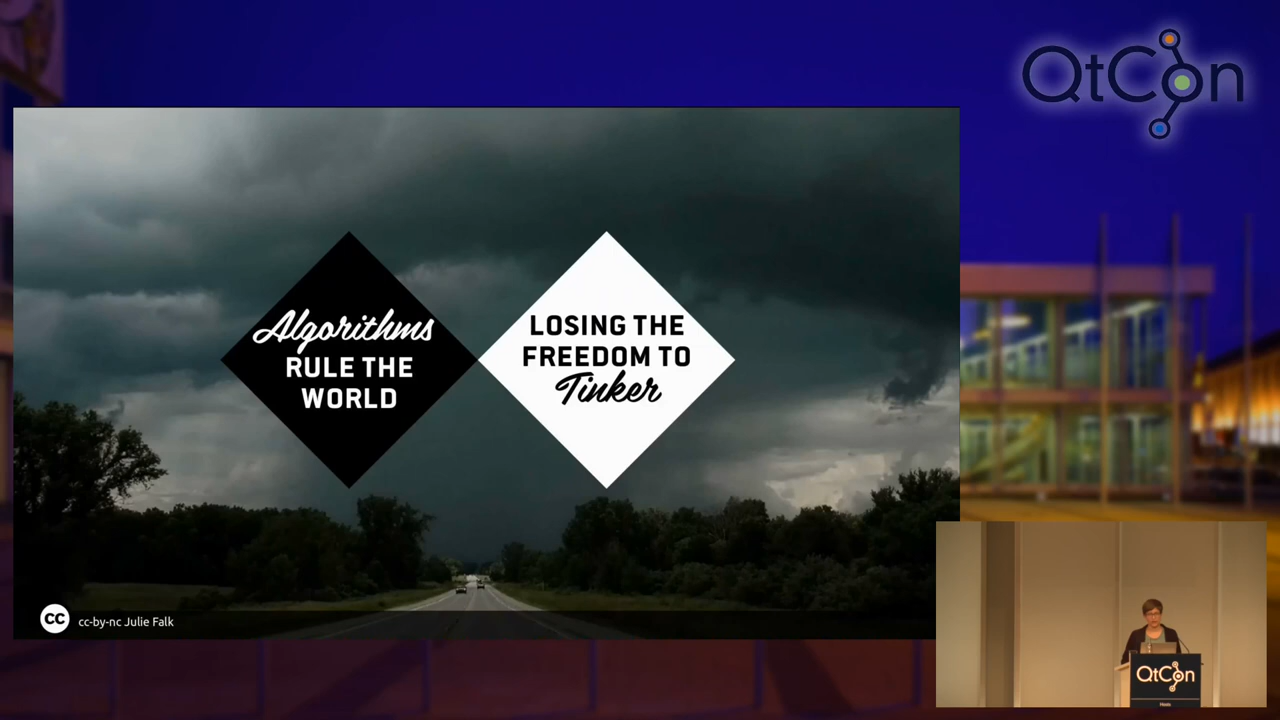 QtCon
Algorithms
RULE THE
WORLD
LOSING THE
FREEDOM TO
Tinker
cc
cc-by-nc Julie Falk
QtCon